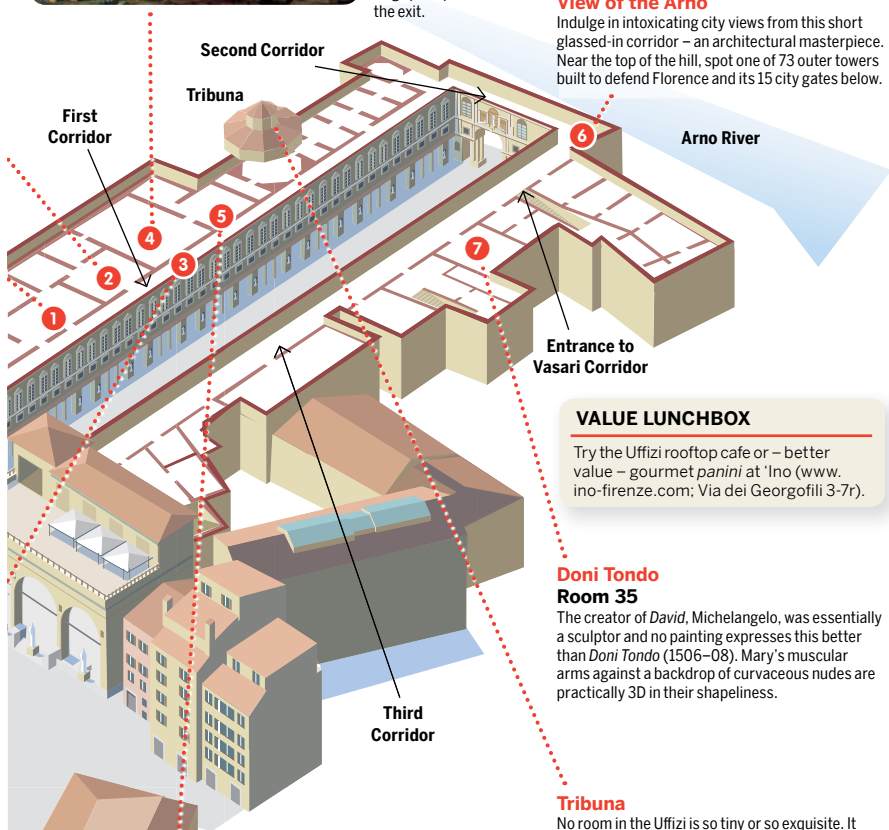 the exit.
View of the Arno
Indulge in intoxicating city views from this short
glassed-in corridor – an architectural masterpiece.
Near the top of the hill, spot one of 73 outer towers
built to defend Florence and its 15 city gates below.
Second Corridor
Tribuna
First
Corridor
Arno River
6
5
4
3
2
1
7
Entrance to
Vasari Corridor
VALUE LUNCHBOX
Try the Uffizi rooftop cafe or – better
value – gourmet panini at 'Ino (www.
ino-firenze.com; Via dei Georgofili 3-7r).
Doni Tondo
Room 35
The creator of David, Michelangelo, was essentially
a sculptor and no painting expresses this better
than Doni Tondo (1506–08). Mary's muscular
arms against a backdrop of curvaceous nudes are
practically 3D in their shapeliness.
Third
Corridor
Tribuna
No room in the Uffizi is so tiny or so exquisite. It